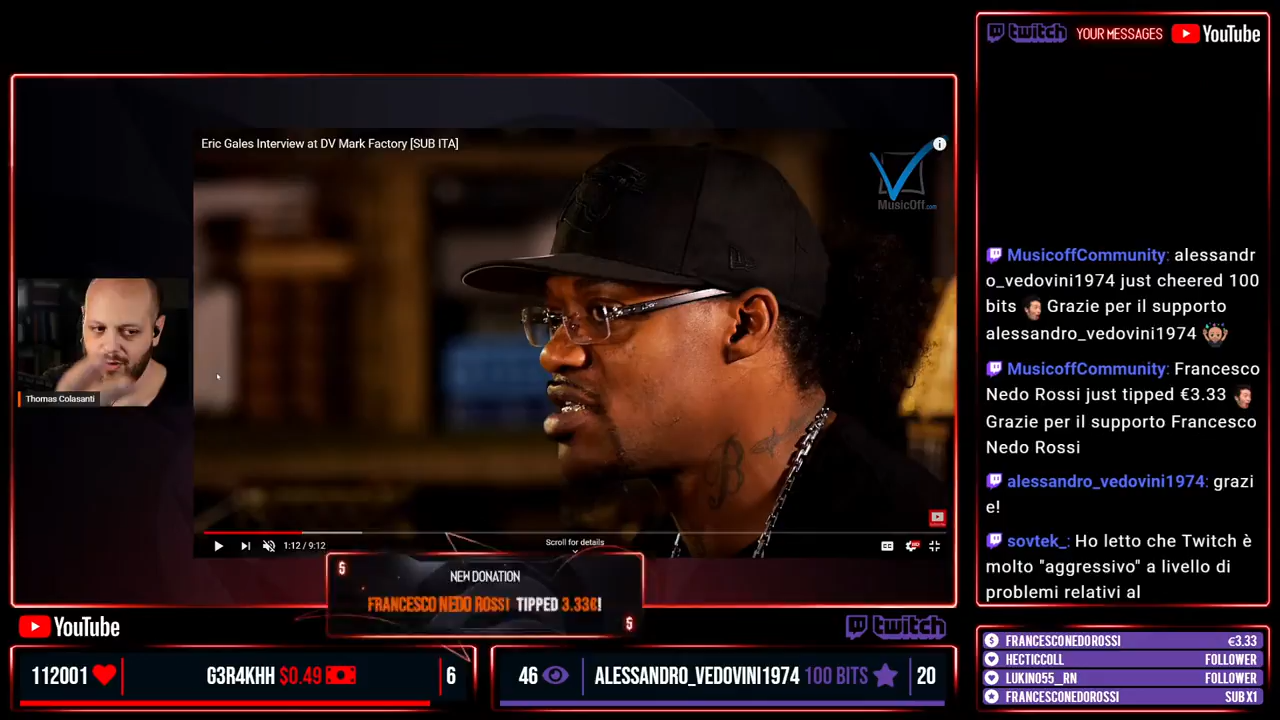 twitch YOUR MESSAGES YouTube
Eric Gales Interview at DV Mark Factory [SUB ITA]
MusicOff.com
Thomas Colasanti
1:12 / 9:12
Scroll for details
MusicoffCommunity: alessandr
o_vedovini1974 just cheered 100
bits Grazie per il supporto
alessandro_vedovini1974
MusicoffCommunity: Francesco
Nedo Rossi just tipped €3.33
Grazie per il supporto Francesco
Nedo Rossi
alessandro_vedovini1974: grazi
e!
sovtek_: Ho letto che Twitch è
molto "aggressivo" a livello di
problemi relativi al
$
NEW DONATION
FRANCESCO NEDO ROSSI TIPPED 3.33€!
$
YouTube
twitch
112001
G3R4KHH $0.49
6
46
ALESSANDRO_VEDOVINI1974 100 BITS
20
FRANCESCONEDOROSSI €3.33
HECTICCOLL FOLLOWER
LUKINO55_RN FOLLOWER
FRANCESCONEDOROSSI SUB X1